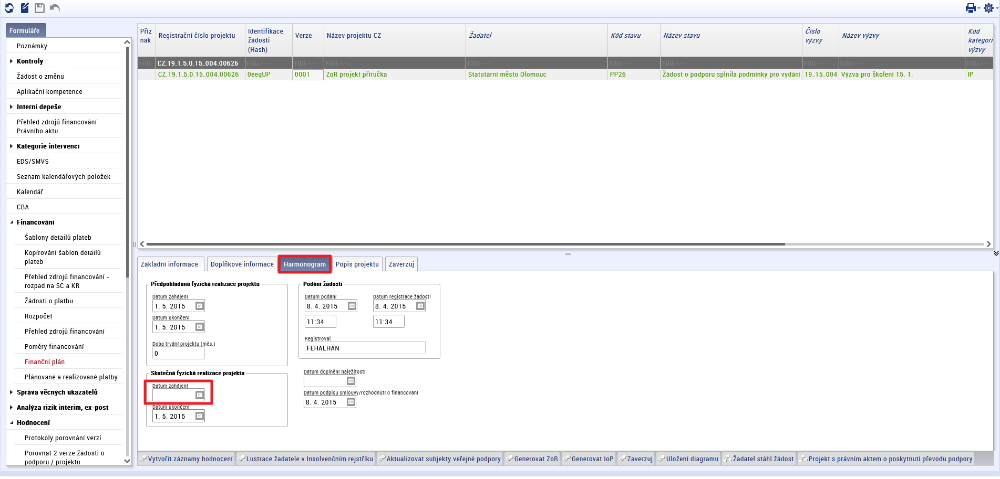 Formuláře
Poznámky
Kontroly
Žádost o změnu
Aplikační kompetence
Interní depeše
Přehled zdrojů financování
Právního aktu
Kategorie intervencí
EDS/SMVS
Seznam kalendářových položek
Kalendář
CBA
Financování
Šablony detailů plateb
Kopírování šablon detailů
plateb
Přehled zdrojů financování -
rozpad na SC a KR
Žádosti o platbu
Rozpočet
Přehled zdrojů financování
Poměry financování
Finanční plán
Plánované a realizované platby
Správa věcných ukazatelů
Analýza rizik interim, ex-post
Hodnocení
Protokoly porovnání verzí
Porovnat 2 verze žádosti o
podporu / projektu
Příz
nak
Registrační číslo projektu
Identifikace
žádosti
(Hash)
Verze
Název projektu CZ
Žadatel
Kód stavu
Název stavu
Číslo
výzvy
Název výzvy
Kód
kategori
výzvy
Filtr CZ.19.1.5.0.15_004.00626 Filtr --- Filtr --- Filtr --- Filtr --- Filtr --- Filtr --- Filtr --- Filtr --- Filtr ---
CZ.19.1.5.0.15_004.00626 0eeqUP 0001 ZoR projekt příručka Statutární město Olomouc PP26 Žádost o podporu splnila podmínky pro vydání 19_15_004 Výzva pro školení 15. 1. IP
Základní informace Doplňkové informace Harmonogram Popis projektu Zaverzuj
Předpokládaná fyzická realizace projektu
Datum zahájení
1. 5. 2015
Datum ukončení
1. 5. 2015
Doba trvání projektu (měs.)
0
Skutečná fyzická realizace projektu
Datum zahájení
Datum ukončení
1. 5. 2015
Podání žádosti
Datum podání Datum registrace žádosti
8. 4. 2015 8. 4. 2015
11:34 11:34
Registroval
FEHALHAN
Datum doplnění náležitostí
Datum podpisu smlouvy/rozhodnutí o financování
8. 4. 2015
Vytvořit záznamy hodnocení Lustrace žadatele v Insolvenčním rejstříku Aktualizovat subjekty veřejné podpory Generovat ZoR Generovat IoP Zaverzuj Uložení diagramu Žadatel stáhl žádost Projekt s právním aktem o poskytnutí převodu podpory